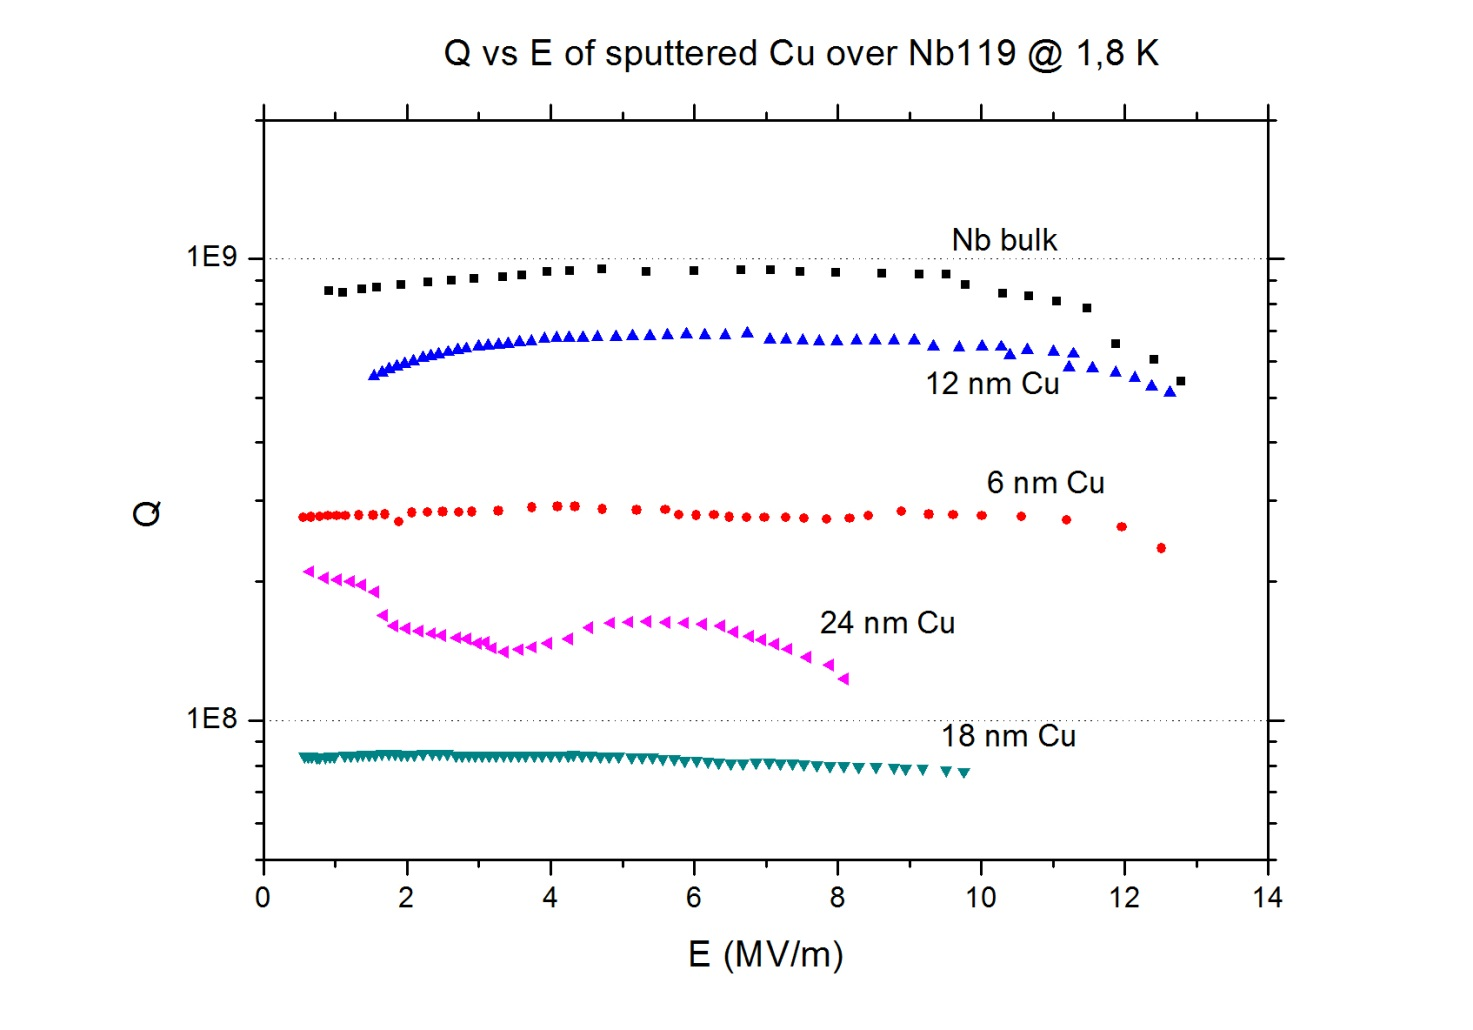 Q vs E of sputtered Cu over Nb119 @ 1,8 K
Nb bulk
1E9
12 nm Cu
6 nm Cu
Q
24 nm Cu
1E8
18 nm Cu
0 2 4 6 8 10 12 14
E (MV/m)